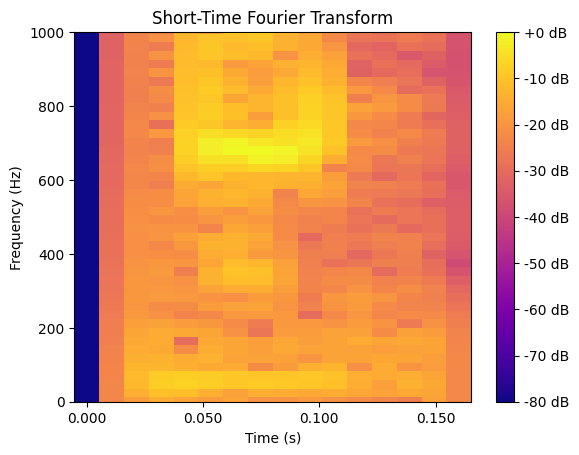 Short-Time Fourier Transform
1000
800
600
400
200
0
Frequency (Hz)
0.000
0.050
0.100
0.150
Time (s)
+0 dB
-10 dB
-20 dB
-30 dB
-40 dB
-50 dB
-60 dB
-70 dB
-80 dB